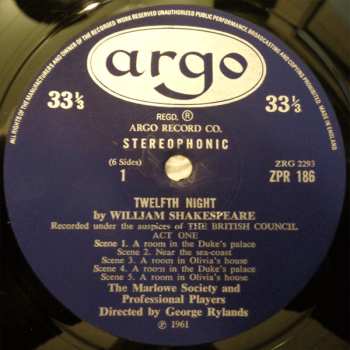 ALL RIGHTS OF THE MANUFACTURER AND OF THE OWNER OF THE RECORDED WORK RESERVED UNAUTHORISED PUBLIC PERFORMANCE, BROADCASTING AND COPYING PROHIBITED. MADE IN ENGLAND
argo
33⅓ 33⅓
REGD. ®
ARGO RECORD CO.
STEREOPHONIC
(6 Sides) ZRG 2293
1 ZPR 186
TWELFTH NIGHT
by WILLIAM SHAKESPEARE
Recorded under the auspices of THE BRITISH COUNCIL
ACT ONE
Scene 1. A room in the Duke's palace
Scene 2. Near the sea-coast
Scene 3. A room in Olivia's house
Scene 4. A room in the Duke's palace
Scene 5. A room in Olivia's house
The Marlowe Society and
Professional Players
Directed by George Rylands
℗ 1961